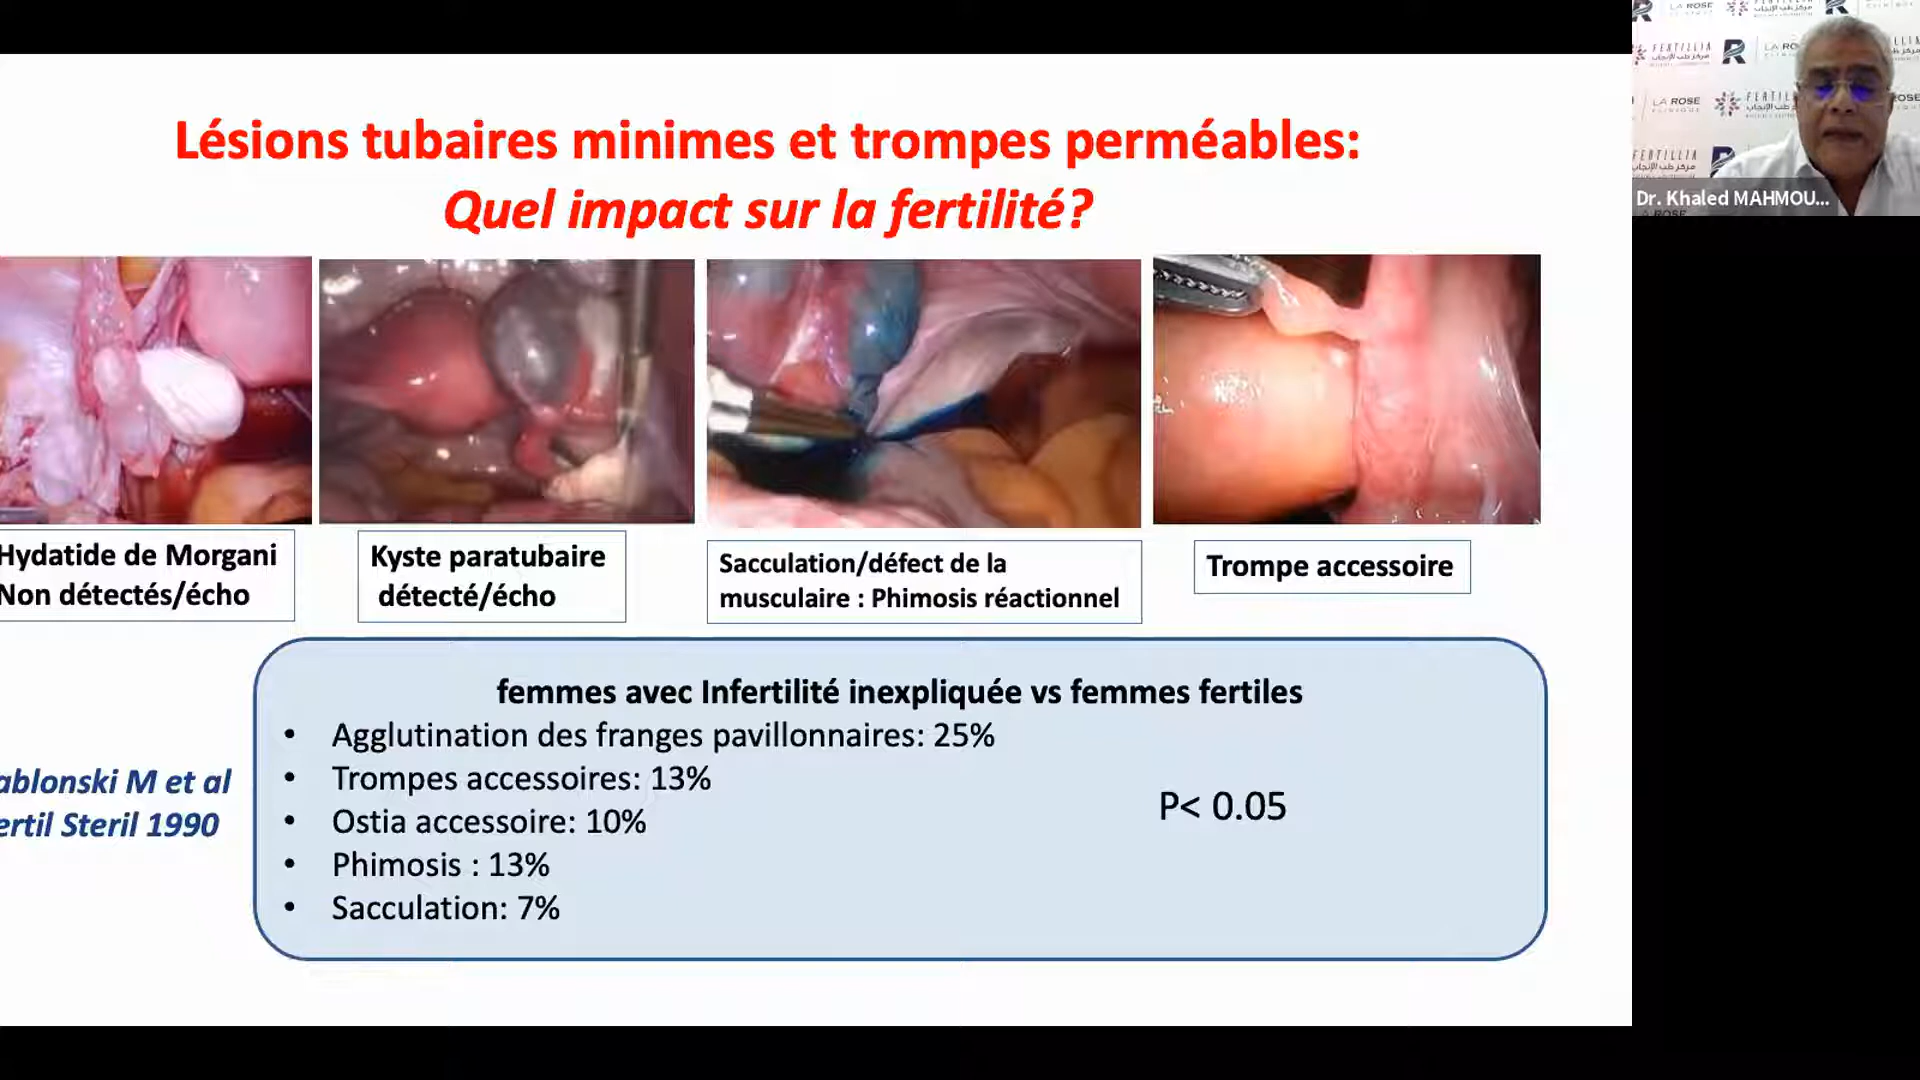 Lésions tubaires minimes et trompes perméables:
Quel impact sur la fertilité?
Hydatide de Morgani
Non détectés/écho
Kyste paratubaire
détecté/écho
Sacculation/défect de la
musculaire : Phimosis réactionnel
Trompe accessoire
femmes avec Infertilité inexpliquée vs femmes fertiles
• Agglutination des franges pavillonnaires: 25%
• Trompes accessoires: 13%
• Ostia accessoire: 10%
• Phimosis : 13%
• Sacculation: 7%
P< 0.05
ablonski M et al
ertil Steril 1990
Dr. Khaled MAHMOU...
LA ROSE
FERTILLIA
مركز طب الإنجاب